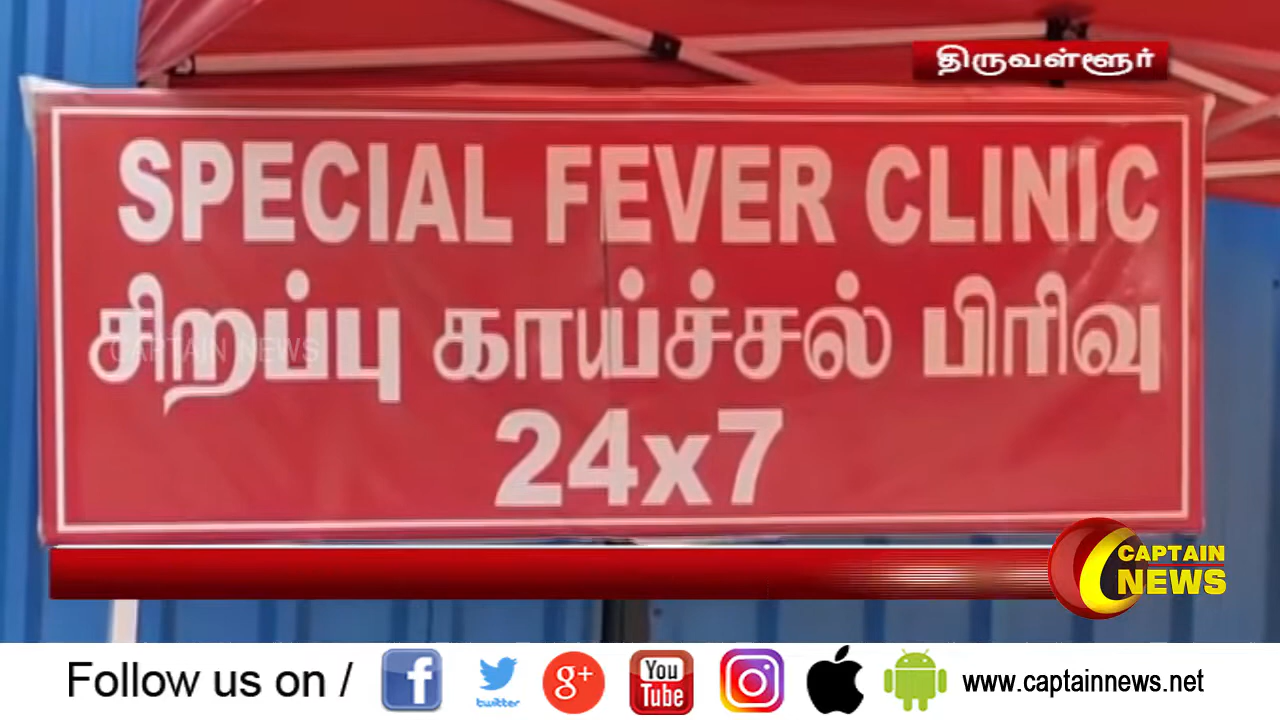 திருவள்ளூர்
SPECIAL FEVER CLINIC
சிறப்பு காய்ச்சல் பிரிவு
CAPTAIN NEWS
24x7
CAPTAIN
NEWS
Follow us on /
twitter
g+
You
Tube
www.captainnews.net